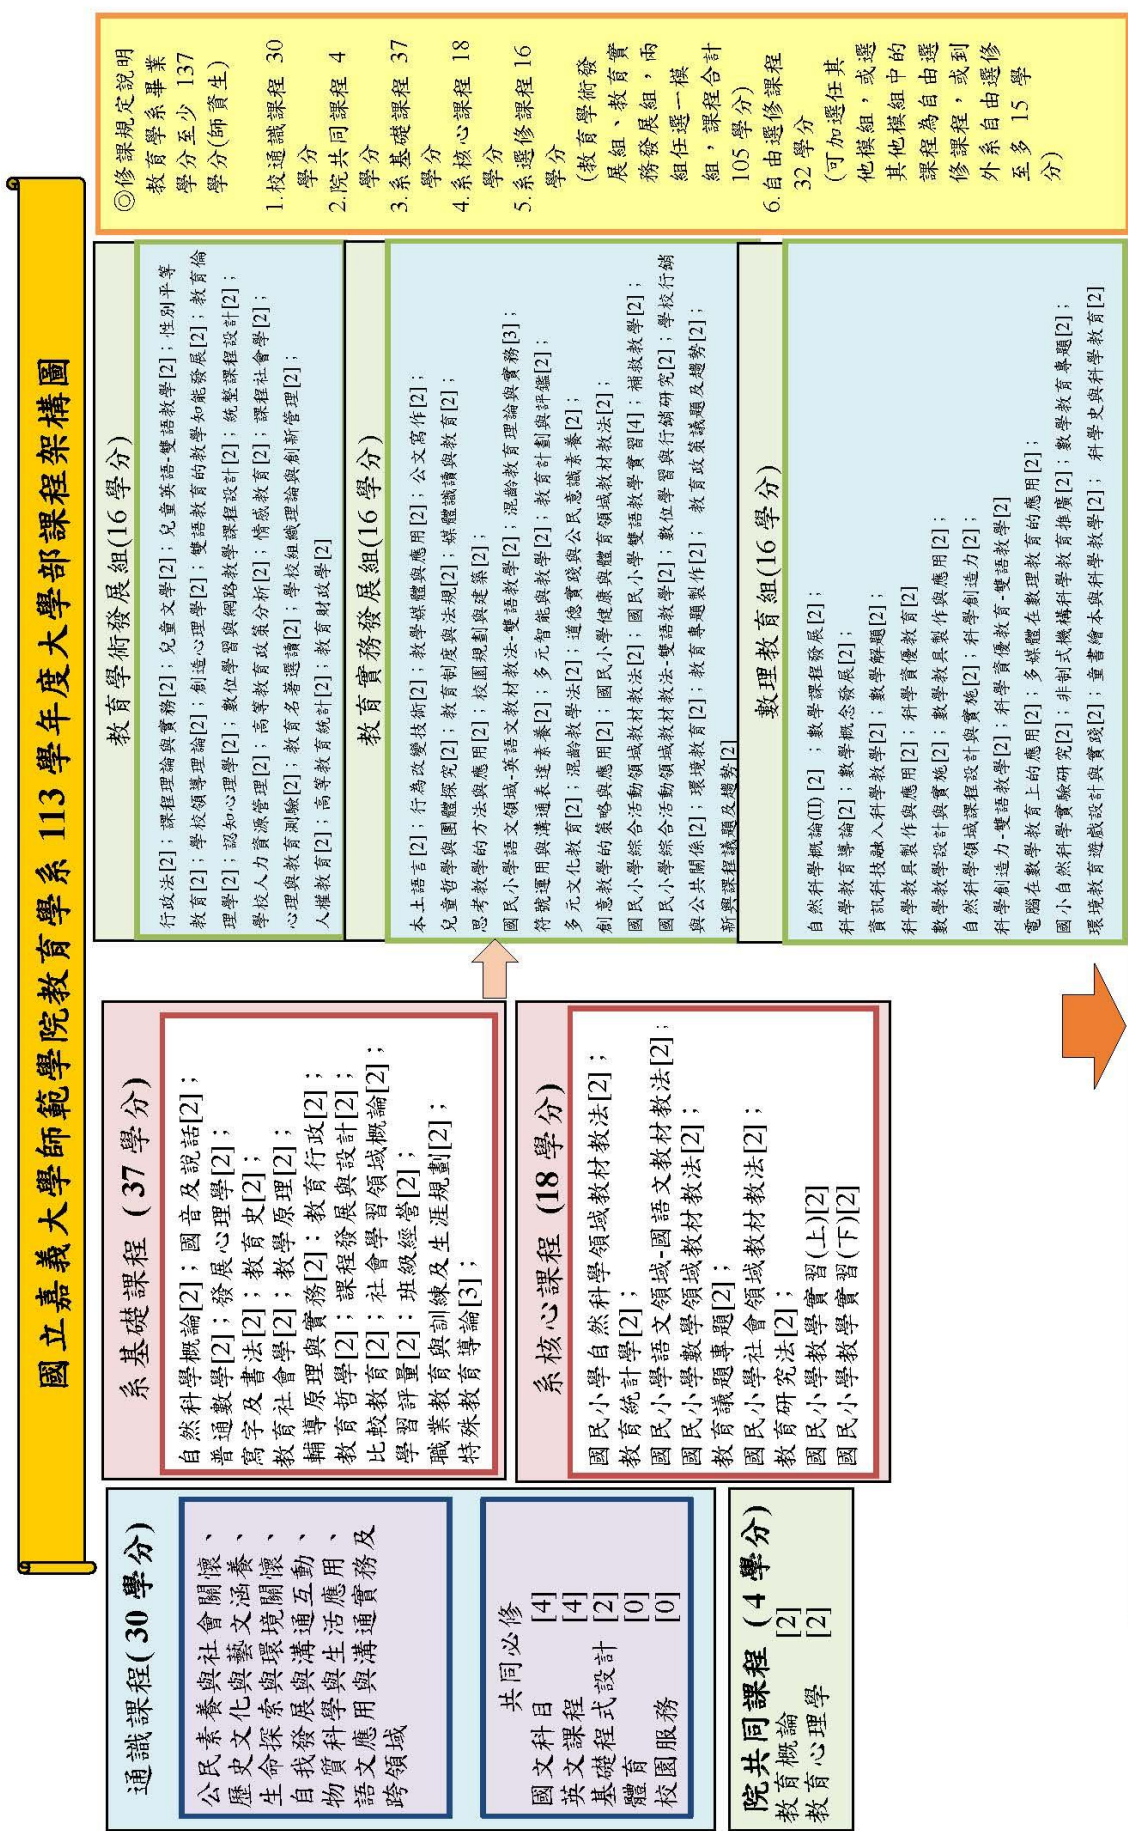 國立嘉義大學師範學院教育學系 113 學年度大學部課程架構圖
通識課程(30 學分)
公民素養與社會關懷、
歷史文化與藝文涵養、
生命探索與環境關懷、
自我發展與溝通互動、
物質科學與生活應用、
語文應用與溝通實務及
跨領域
共同必修
國文科目 [4]
英文課程 [4]
基礎程式設計 [2]
體育 [0]
校園服務 [0]
院共同課程 (4 學分)
教育概論 [2]
教育心理學 [2]
系基礎課程 (37 學分)
自然科學概論[2]；國音及說話[2]；
普通數學[2]；發展心理學[2]；
寫字及書法[2]；教育史[2]；
教育社會學[2]；教學原理[2]；
輔導原理與實務[2]：教育行政[2]；
教育哲學[2]；課程發展與設計[2]；
比較教育[2]；社會學習領域概論[2]；
學習評量[2]：班級經營[2]；
職業教育與訓練及生涯規劃[2]；
特殊教育導論[3]；
系核心課程 (18 學分)
國民小學自然科學領域教材教法[2]；
教育統計學[2]；
國民小學語文領域-國語文教材教法[2]；
國民小學數學領域教材教法[2]；
教育議題專題[2]；
國民小學社會領域教材教法[2]；
教育研究法[2]；
國民小學教學實習(上)[2]
國民小學教學實習(下)[2]
教育學術發展組(16 學分)
行政法[2]；課程理論與實務[2]；兒童文學[2]；兒童英語-雙語教學[2]；性別平等
教育[2]；學校領導理論[2]；創造心理學[2]；雙語教育的教學知能發展[2]；教育倫
理學[2]；認知心理學[2]；數位學習與網路教學課程設計[2]；統整課程設計[2]；
學校人力資源管理[2]；高等教育政策分析[2]；情感教育[2]；課程社會學[2]；
心理與教育測驗[2]；教育名著選讀[2]；學校組織理論與創新管理[2]；
人權教育[2]；高等教育統計[2]；教育財政學[2]
教育實務發展組(16 學分)
本土語言[2]；行為改變技術[2]；教學媒體與應用[2]；公文寫作[2]；
兒童哲學與團體探究[2]；教育制度與法規[2]；媒體識讀與教育[2]；
思考教學的方法與應用[2]；校園規劃與建築[2]；
國民小學語文領域-英語文教材教法-雙語教學[2]；混齡教育理論與實務[3]；
符號運用與溝通表達素養[2]；多元智能與教學[2]；教育計劃與評鑑[2]；
多元文化教育[2]；混齡教學法[2]；道德實踐與公民意識素養[2]；
創意教學的策略與應用[2]；國民小學健康與體育領域教材教法[2]；
國民小學綜合活動領域教材教法[2]；國民小學雙語教學實習[4]；補救教學[2]；
國民小學綜合活動領域教材教法-雙語教學[2]；數位學習與行銷研究[2]；學校行銷
與公共關係[2]；環境教育[2]；教育專題製作[2]； 教育政策議題及趨勢[2]；
新興課程議題及趨勢[2]
數理教育組(16 學分)
自然科學概論(II) [2] ；數學課程發展[2]；
科學教育導論[2]；數學概念發展[2]；
資訊科技融入科學教學[2]；數學解題[2]；
科學教具製作與應用[2]；科學資優教育[2]
數學教學設計與實施[2]；數學教具製作與應用[2]；
自然科學領域課程設計與實施[2]；科學創造力[2]；
科學創造力-雙語教學[2]；科學資優教育-雙語教學[2]
電腦在數學教育上的應用[2]；多媒體在數理教育的應用[2]；
國小自然科學實驗研究[2]；非制式機構科學教育推廣[2]；數學教育專題[2]；
環境教育遊戲設計與實踐[2]；童書繪本與科學教學[2]； 科學史與科學教育[2]
◎修課規定說明
教育學系畢業
學分至少 137
學分(師資生)
1.校通識課程 30
學分
2.院共同課程 4
學分
3.系基礎課程 37
學分
4.系核心課程 18
學分
5.系選修課程 16
學分
(教育學術發
展組、教育實
務發展組，兩
組任選一模
組，課程合計
105 學分)
6.自由選修課程
32 學分
(可加選任其
他模組，或選
其他模組中的
課程為自由選
修課程，或到
外系自由選修
至多 15 學
分)